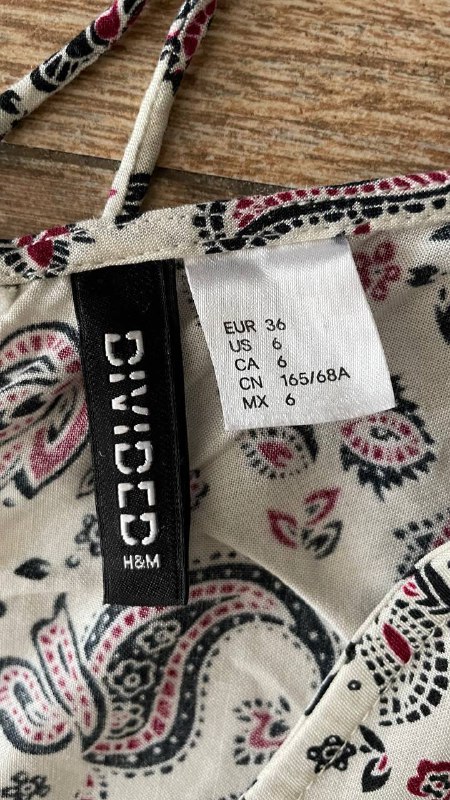 DIVIDED
H&M
EUR 36
US 6
CA 6
CN 165/68A
MX 6